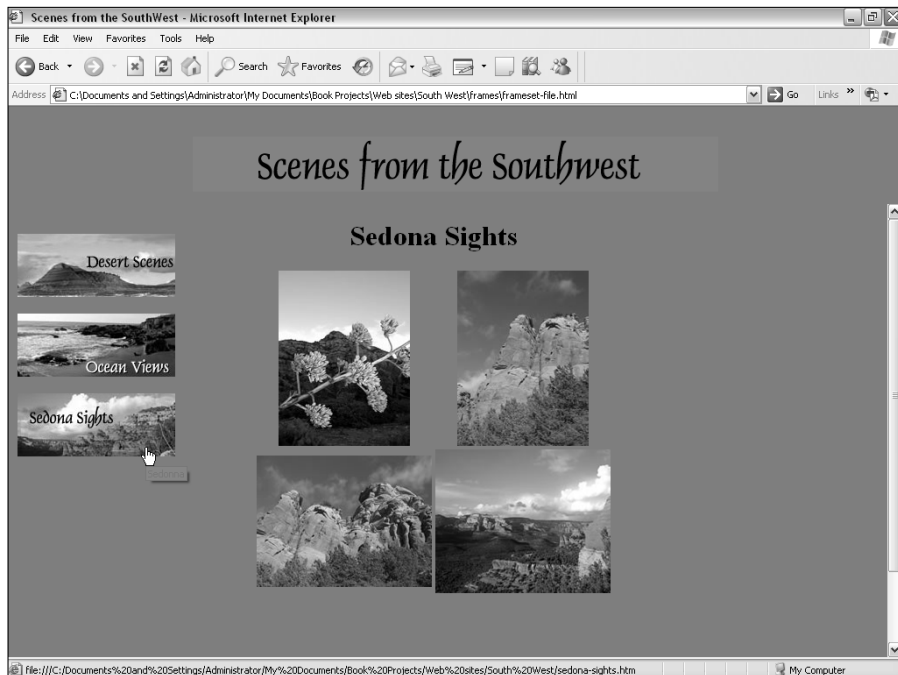 Scenes from the SouthWest - Microsoft Internet Explorer
File Edit View Favorites Tools Help
Back Search Favorites
Address C:\Documents and Settings\Administrator\My Documents\Book Projects\Web sites\South West\frames\frameset-file.html Go Links »
Scenes from the Southwest
Sedona Sights
Desert Scenes
Ocean Views
Sedona Sights
Sedonna
file:///C:/Documents%20and%20Settings/Administrator/My%20Documents/Book%20Projects/Web%20sites/South%20West/sedona-sights.htm My Computer